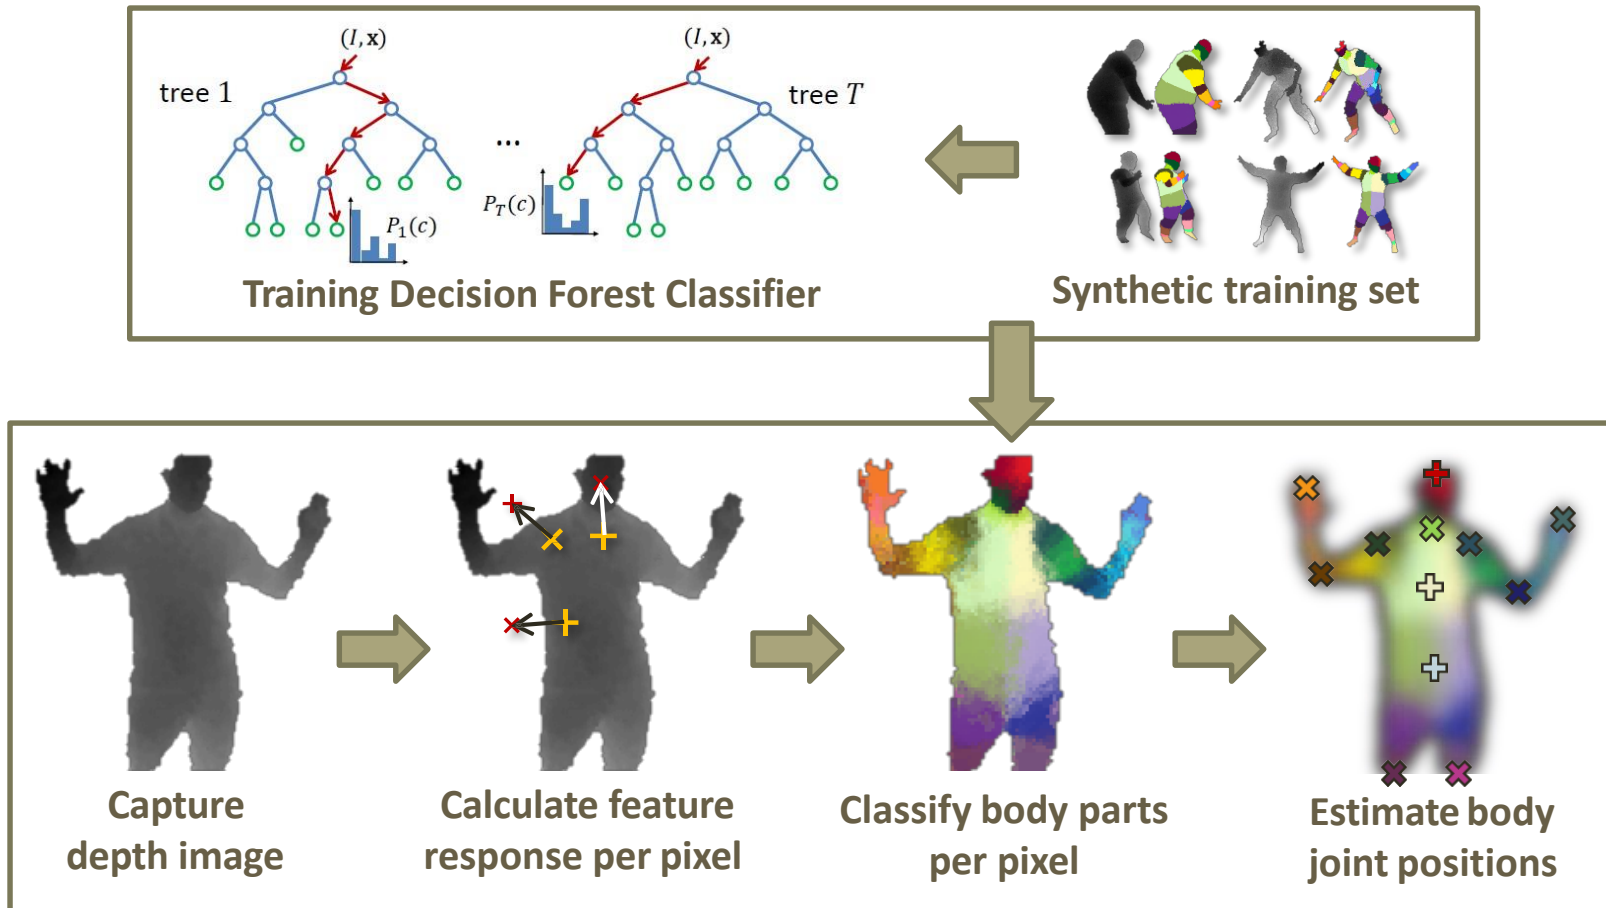 (I, x)
(I, x)
tree 1
tree T
...
P₁(c)
P_T(c)
Training Decision Forest Classifier
Synthetic training set
Capture
depth image
Calculate feature
response per pixel
Classify body parts
per pixel
Estimate body
joint positions